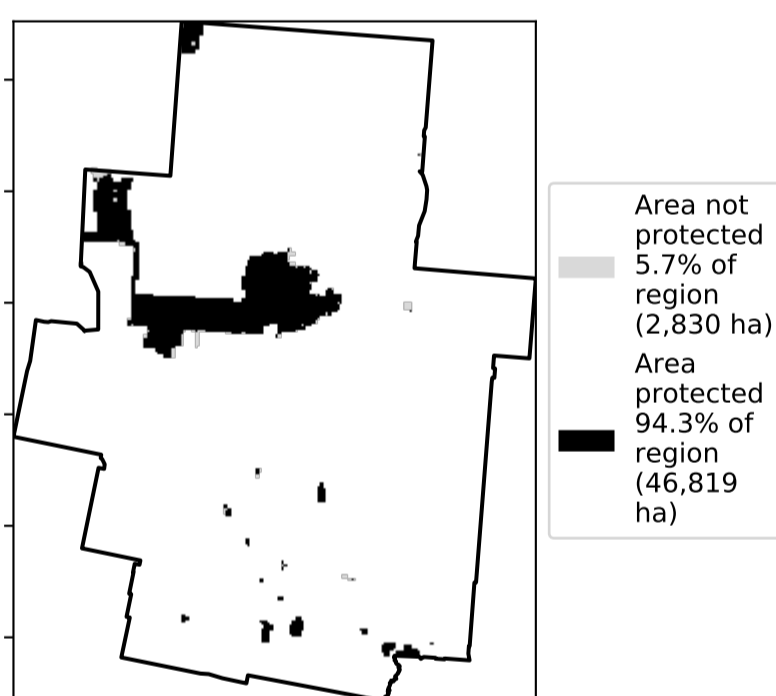 Area not
protected
5.7% of
region
(2,830 ha)
Area
protected
94.3% of
region
(46,819
ha)